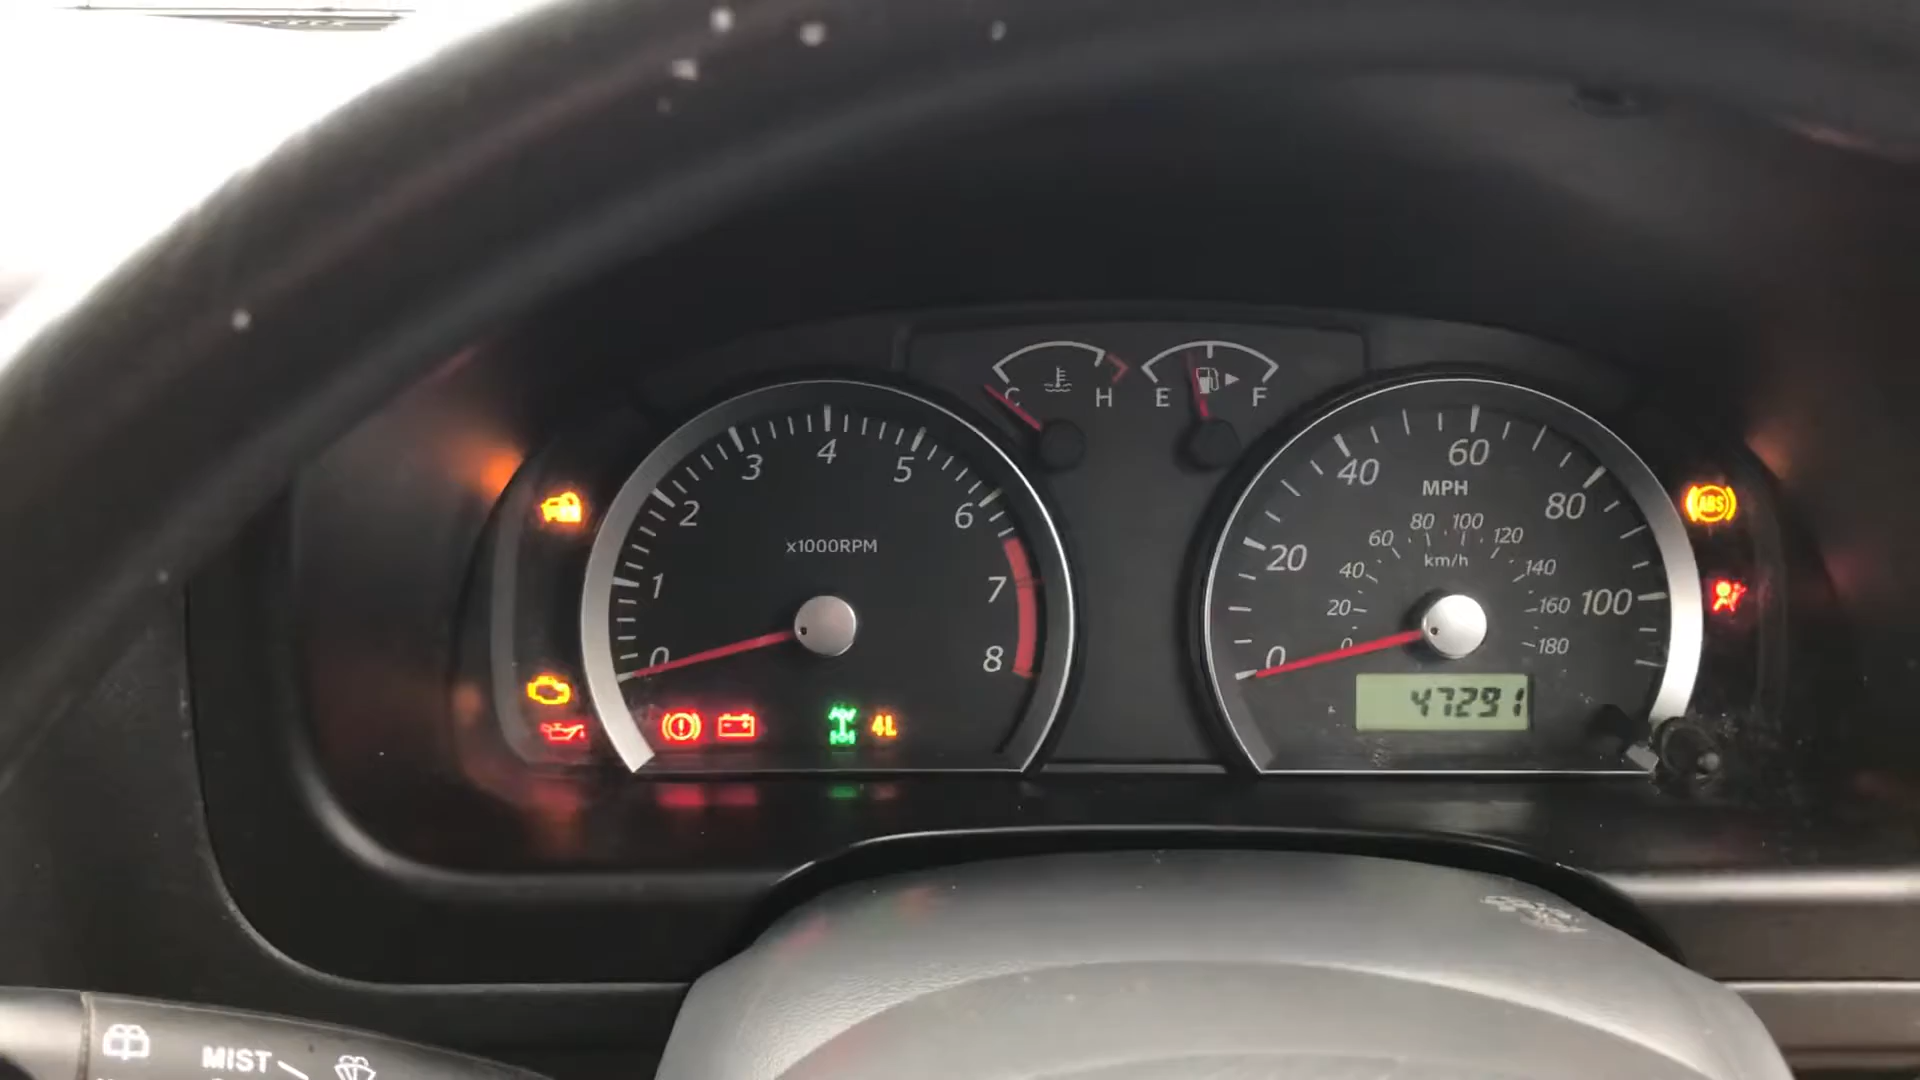 C H
E F
0 1 2 3 4 5 6 7 8
x1000RPM
4L
0 20 40 60 80 100
MPH
0 20 40 60 80 100 120 140 160 180
km/h
47291
ABS
MIST